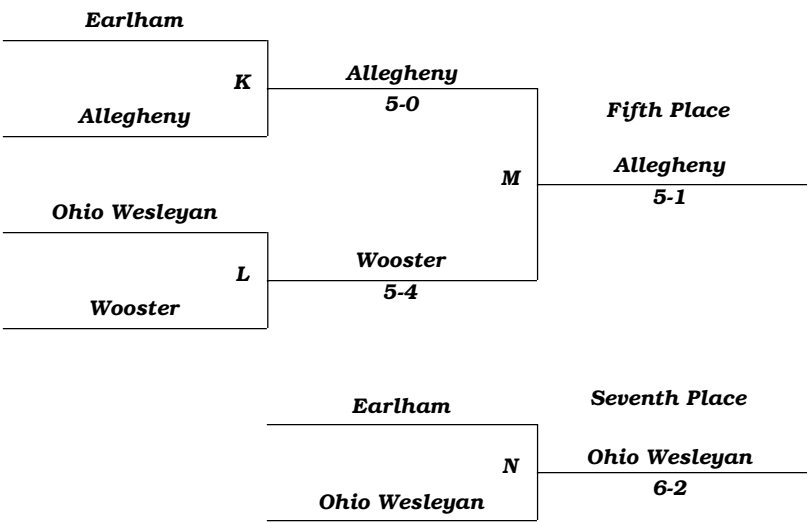 Earlham
K
Allegheny
5-0
Allegheny
Fifth Place
M
Allegheny
5-1
Ohio Wesleyan
L
Wooster
5-4
Wooster
Earlham
Seventh Place
N
Ohio Wesleyan
6-2
Ohio Wesleyan